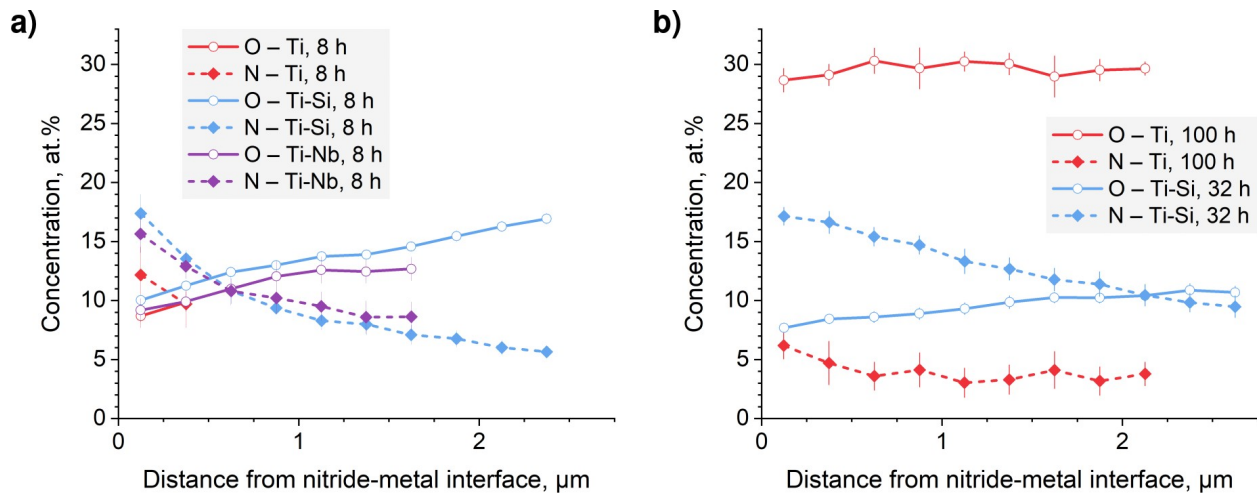 a)
O – Ti, 8 h
N – Ti, 8 h
O – Ti-Si, 8 h
N – Ti-Si, 8 h
O – Ti-Nb, 8 h
N – Ti-Nb, 8 h
Concentration, at.%
30
25
20
15
10
5
0
0 1 2
Distance from nitride-metal interface, µm
b)
O – Ti, 100 h
N – Ti, 100 h
O – Ti-Si, 32 h
N – Ti-Si, 32 h
Concentration, at.%
30
25
20
15
10
5
0
0 1 2
Distance from nitride-metal interface, µm